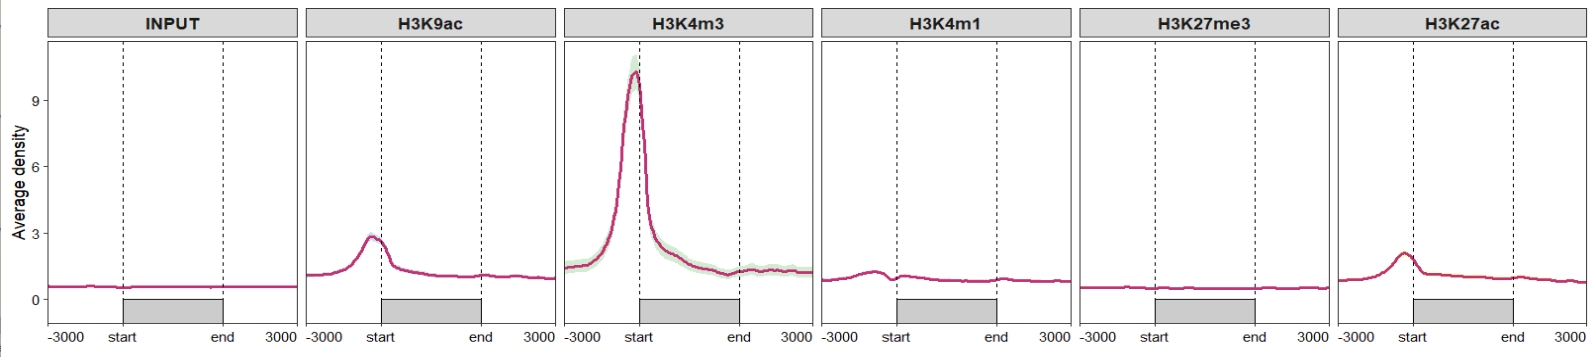 INPUT H3K9ac H3K4m3 H3K4m1 H3K27me3 H3K27ac
Average density
9
6
3
0
-3000 start end 3000 -3000 start end 3000 -3000 start end 3000 -3000 start end 3000 -3000 start end 3000 -3000 start end 3000